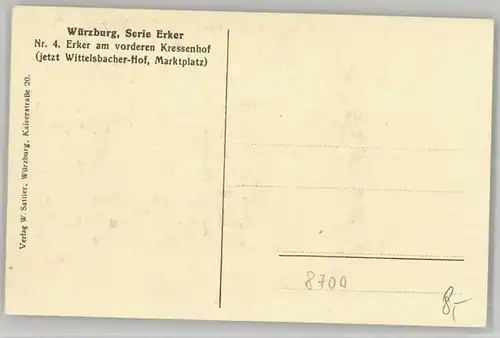 Würzburg, Serie Erker
Nr. 4. Erker am vorderen Kressenhof
(jetzt Wittelsbacher-Hof, Marktplatz)
Verlag W. Sattler, Würzburg, Kaiserstraße 20.
8700
8,-